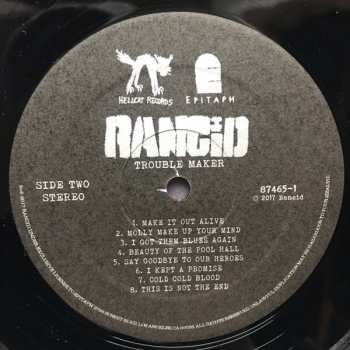 HELLCAT RECORDS
EPITAPH
RANCID
TROUBLE MAKER
SIDE TWO
STEREO
87465-1
© 2017 Rancid
1. MAKE IT OUT ALIVE
2. MOLLY MAKE UP YOUR MIND
3. I GOT THEM BLUES AGAIN
4. BEAUTY OF THE POOL HALL
5. SAY GOODBYE TO OUR HEROES
6. I KEPT A PROMISE
7. COLD COLD BLOOD
8. THIS IS NOT THE END